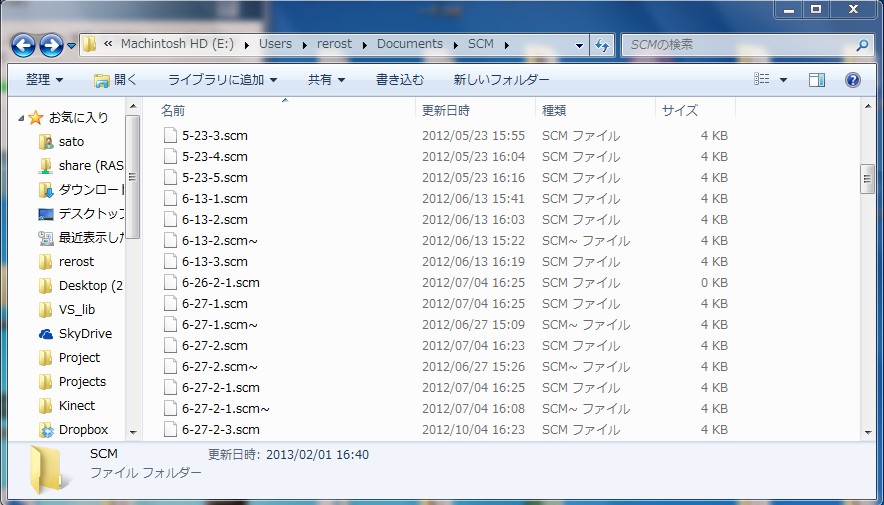 « Machintosh HD (E:) ▸ Users ▸ rerost ▸ Documents ▸ SCM ▸
SCMの検索
整理 ▼ 開く ライブラリに追加 ▼ 共有 ▼ 書き込む 新しいフォルダー
お気に入り
sato
share (RAS
ダウンロード
デスクトップ
最近表示した
rerost
Desktop (2
VS_lib
SkyDrive
Project
Projects
Kinect
Dropbox
名前 更新日時 種類 サイズ
5-23-3.scm 2012/05/23 15:55 SCM ファイル 4 KB
5-23-4.scm 2012/05/23 16:04 SCM ファイル 4 KB
5-23-5.scm 2012/05/23 16:16 SCM ファイル 4 KB
6-13-1.scm 2012/06/13 15:41 SCM ファイル 4 KB
6-13-2.scm 2012/06/13 16:03 SCM ファイル 4 KB
6-13-2.scm~ 2012/06/13 15:22 SCM~ ファイル 4 KB
6-13-3.scm 2012/06/13 16:19 SCM ファイル 4 KB
6-26-2-1.scm 2012/07/04 16:25 SCM ファイル 0 KB
6-27-1.scm 2012/07/04 16:25 SCM ファイル 4 KB
6-27-1.scm~ 2012/06/27 15:09 SCM~ ファイル 4 KB
6-27-2.scm 2012/07/04 16:23 SCM ファイル 4 KB
6-27-2.scm~ 2012/06/27 15:26 SCM~ ファイル 4 KB
6-27-2-1.scm 2012/07/04 16:25 SCM ファイル 4 KB
6-27-2-1.scm~ 2012/07/04 16:08 SCM~ ファイル 4 KB
6-27-2-3.scm 2012/10/04 16:23 SCM ファイル 4 KB
SCM 更新日時: 2013/02/01 16:40
ファイル フォルダー